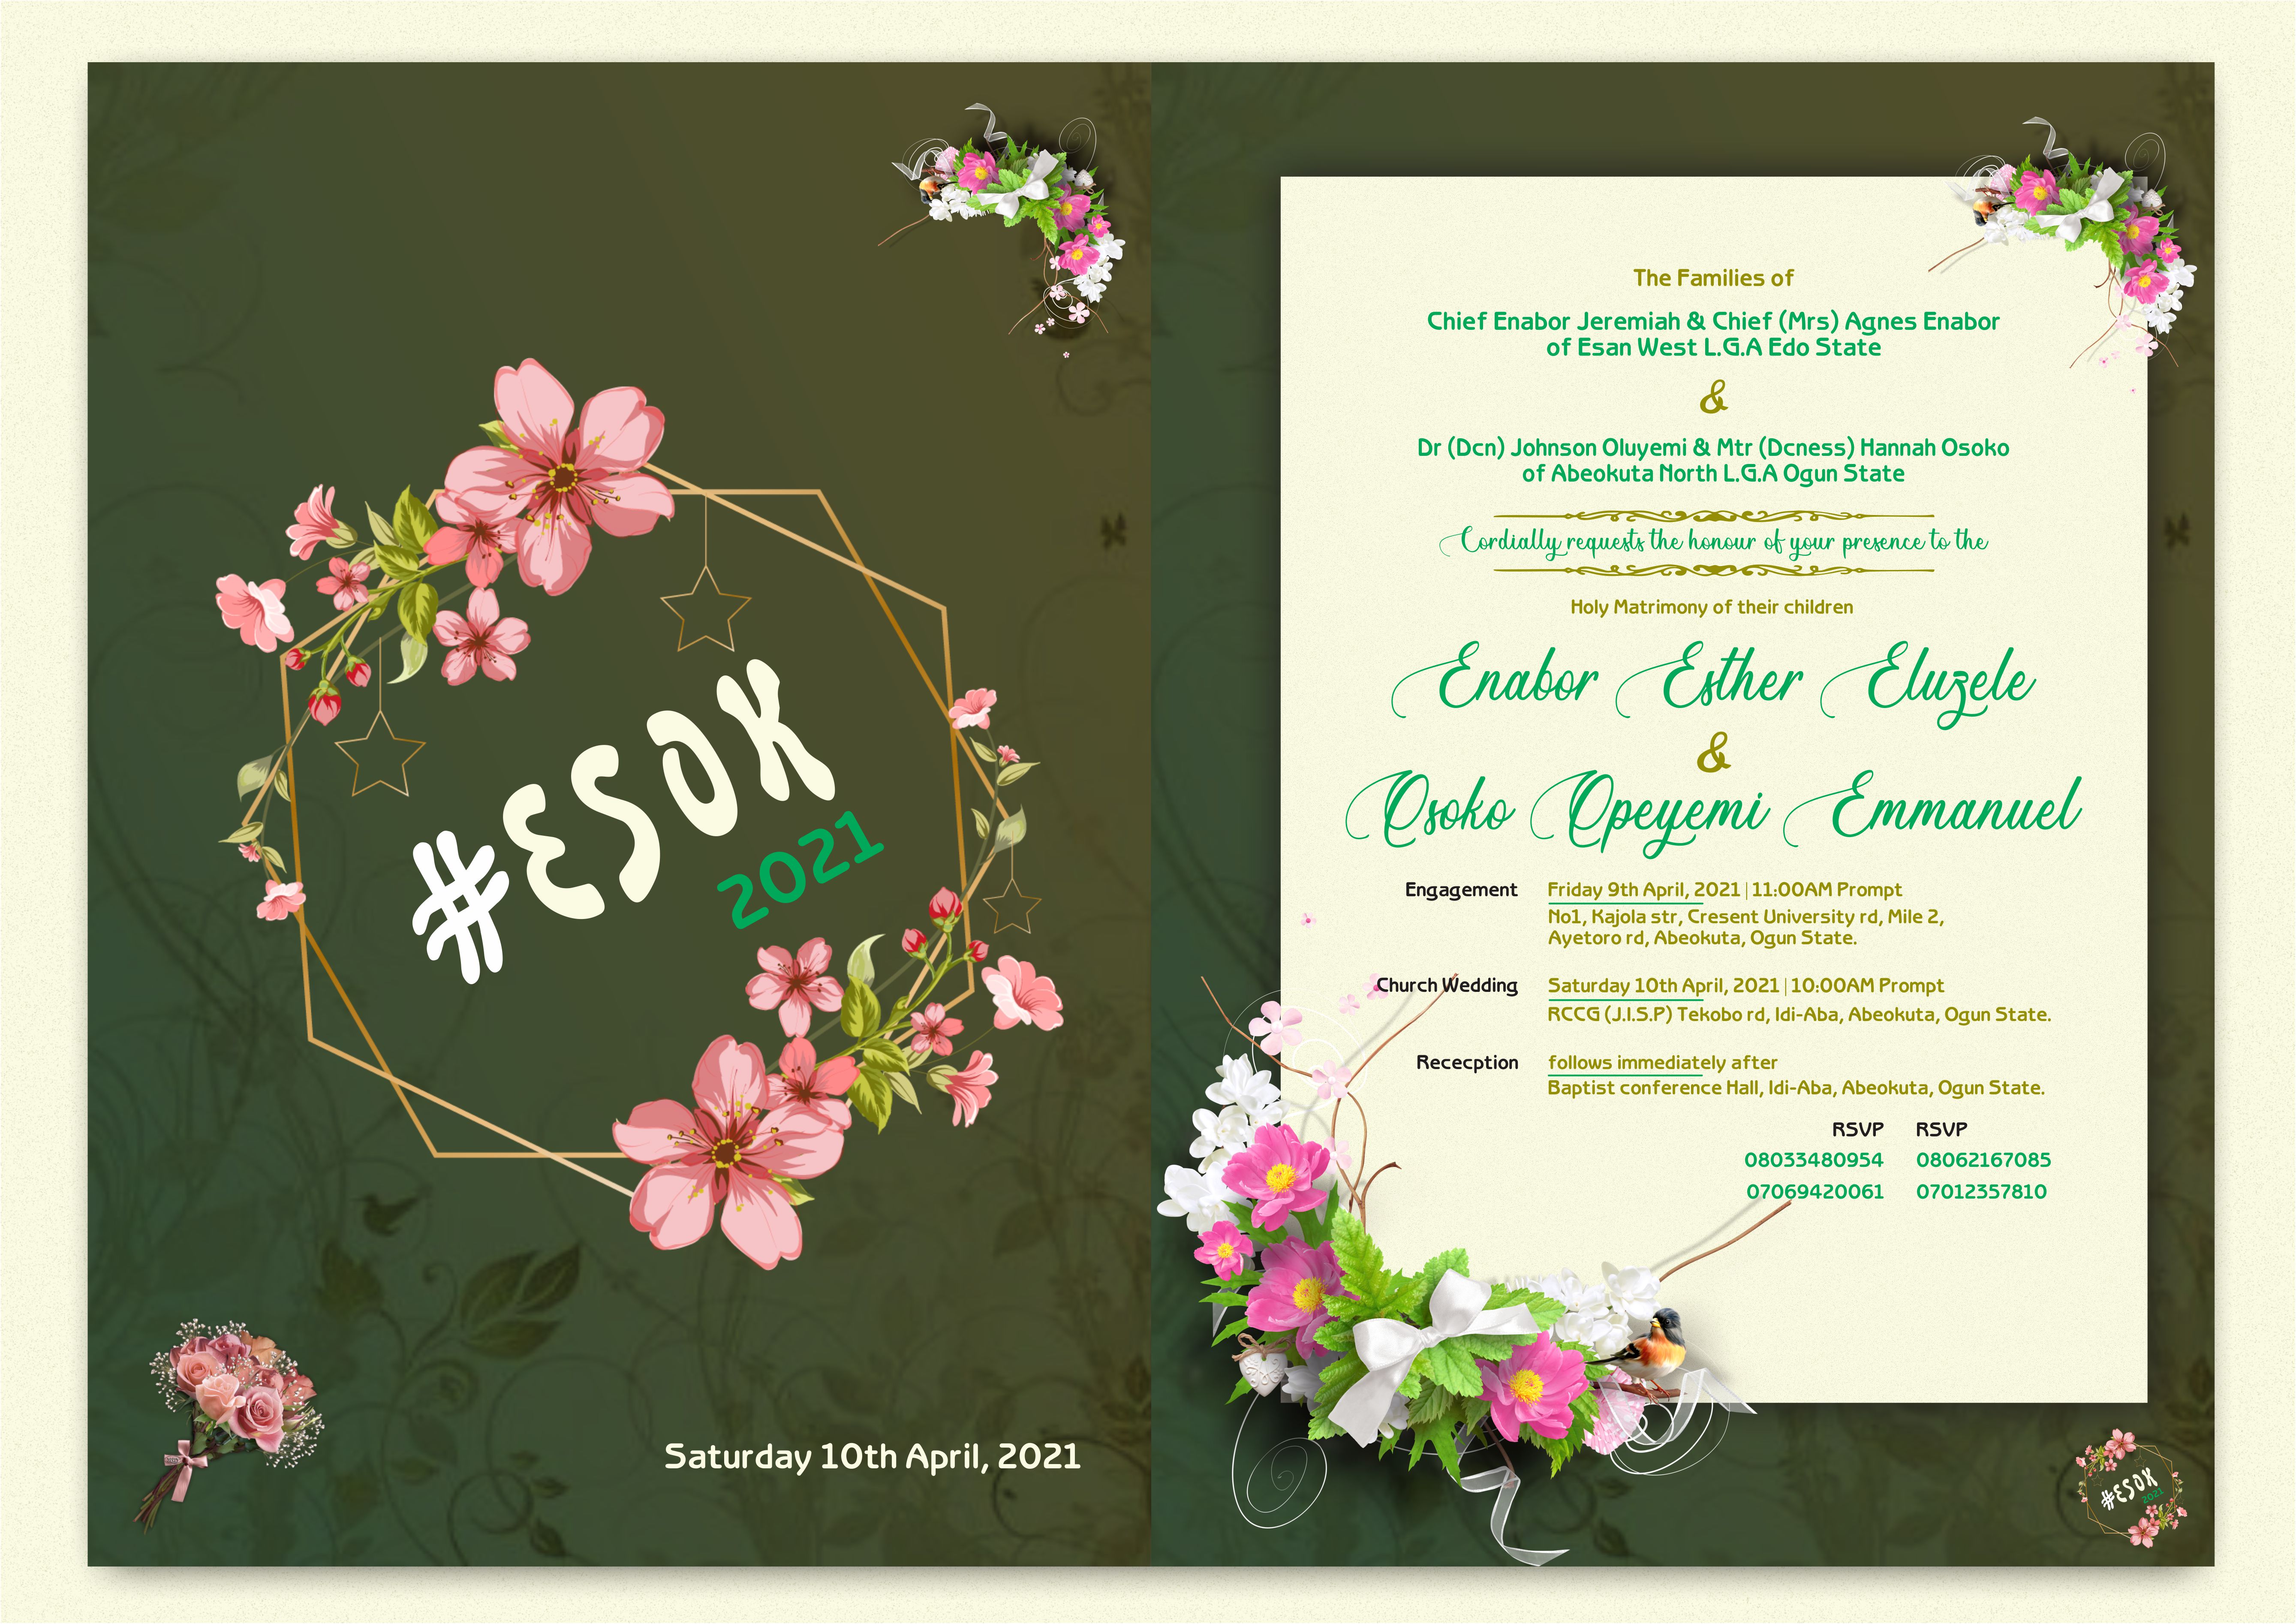 #ESOK
2021
Saturday 10th April, 2021
The Families of
Chief Enabor Jeremiah & Chief (Mrs) Agnes Enabor
of Esan West L.G.A Edo State
&
Dr (Dcn) Johnson Oluyemi & Mtr (Dcness) Hannah Osoko
of Abeokuta North L.G.A Ogun State
Cordially requests the honour of your presence to the
Holy Matrimony of their children
Enabor Esther Eluzele
&
Osoko Opeyemi Emmanuel
Engagement Friday 9th April, 2021 | 11:00AM Prompt
No1, Kajola str, Cresent University rd, Mile 2,
Ayetoro rd, Abeokuta, Ogun State.
Church Wedding Saturday 10th April, 2021 | 10:00AM Prompt
RCCG (J.I.S.P) Tekobo rd, Idi-Aba, Abeokuta, Ogun State.
Rececption follows immediately after
Baptist conference Hall, Idi-Aba, Abeokuta, Ogun State.
RSVP RSVP
08033480954 08062167085
07069420061 07012357810
#ESOK
2021